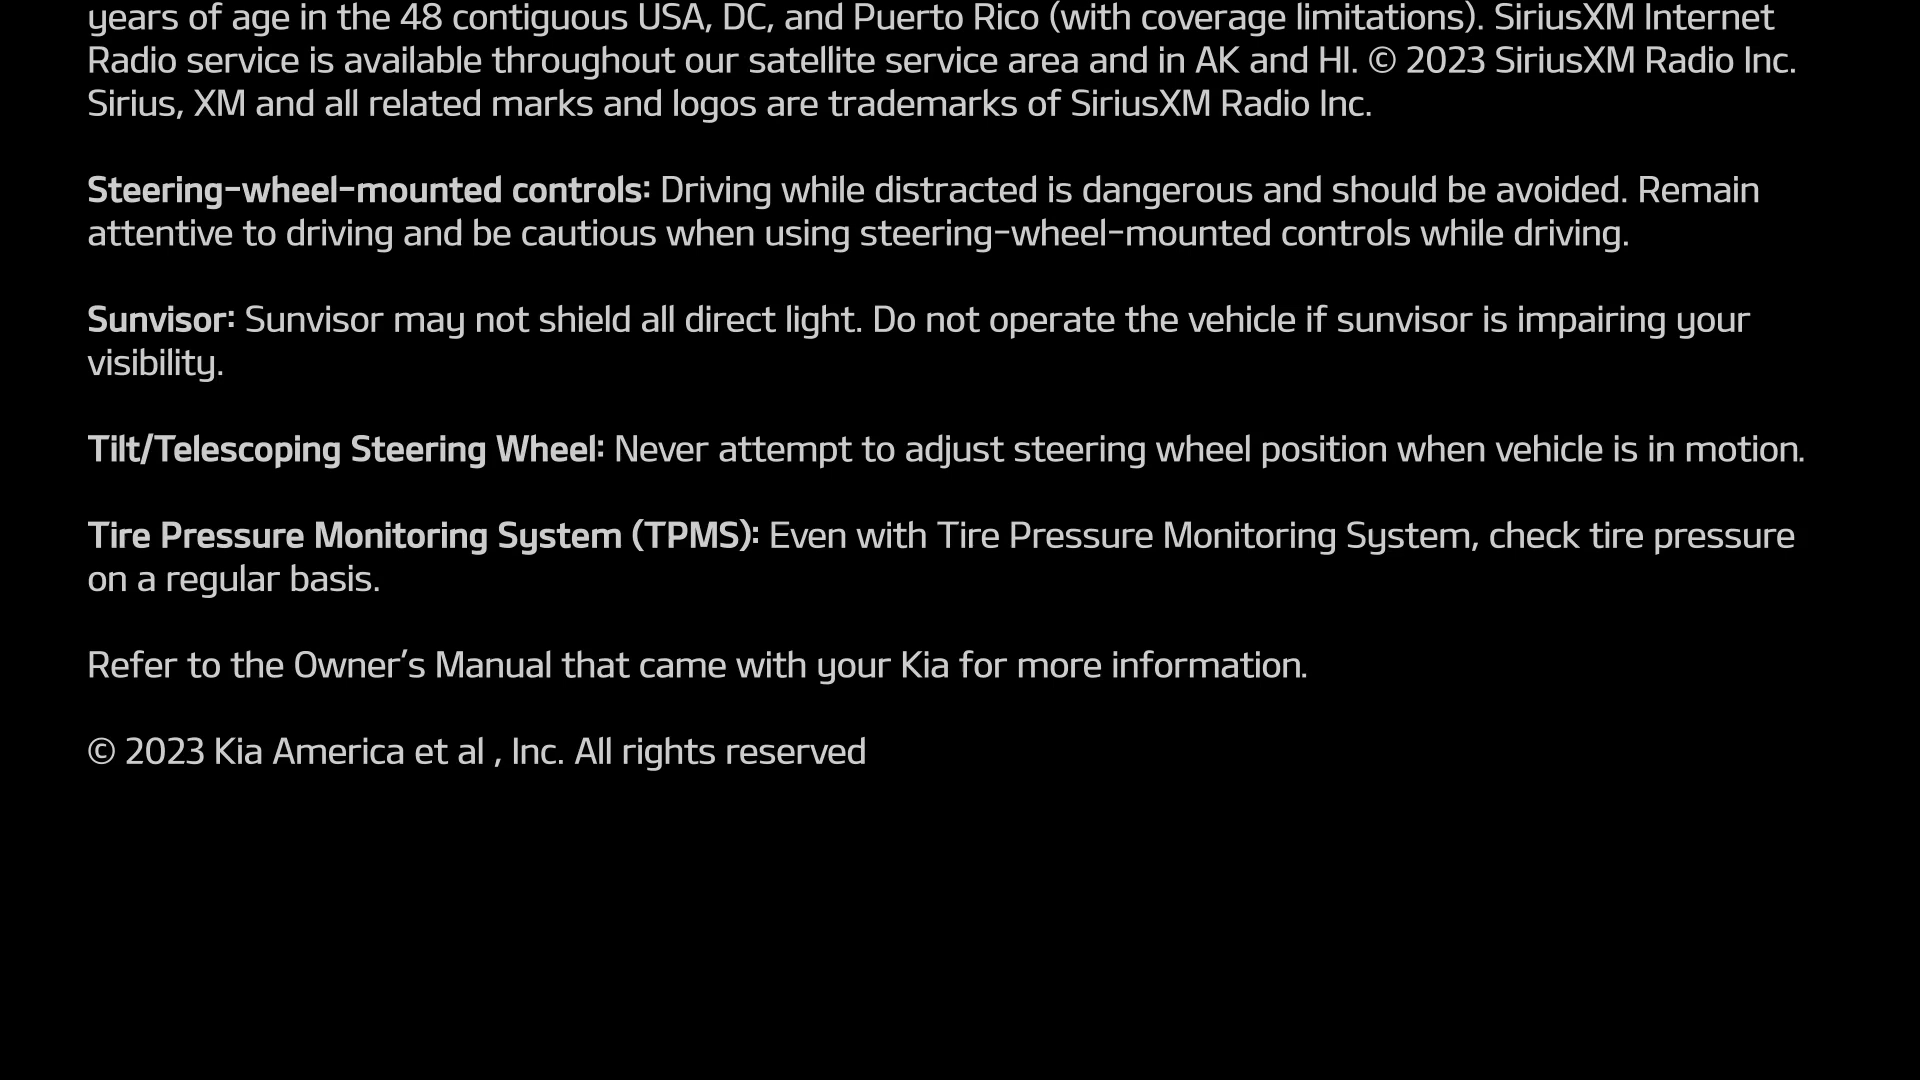 years of age in the 48 contiguous USA, DC, and Puerto Rico (with coverage limitations). SiriusXM Internet
Radio service is available throughout our satellite service area and in AK and HI. © 2023 SiriusXM Radio Inc.
Sirius, XM and all related marks and logos are trademarks of SiriusXM Radio Inc.
Steering-wheel-mounted controls: Driving while distracted is dangerous and should be avoided. Remain
attentive to driving and be cautious when using steering-wheel-mounted controls while driving.
Sunvisor: Sunvisor may not shield all direct light. Do not operate the vehicle if sunvisor is impairing your
visibility.
Tilt/Telescoping Steering Wheel: Never attempt to adjust steering wheel position when vehicle is in motion.
Tire Pressure Monitoring System (TPMS): Even with Tire Pressure Monitoring System, check tire pressure
on a regular basis.
Refer to the Owner’s Manual that came with your Kia for more information.
© 2023 Kia America et al , Inc. All rights reserved